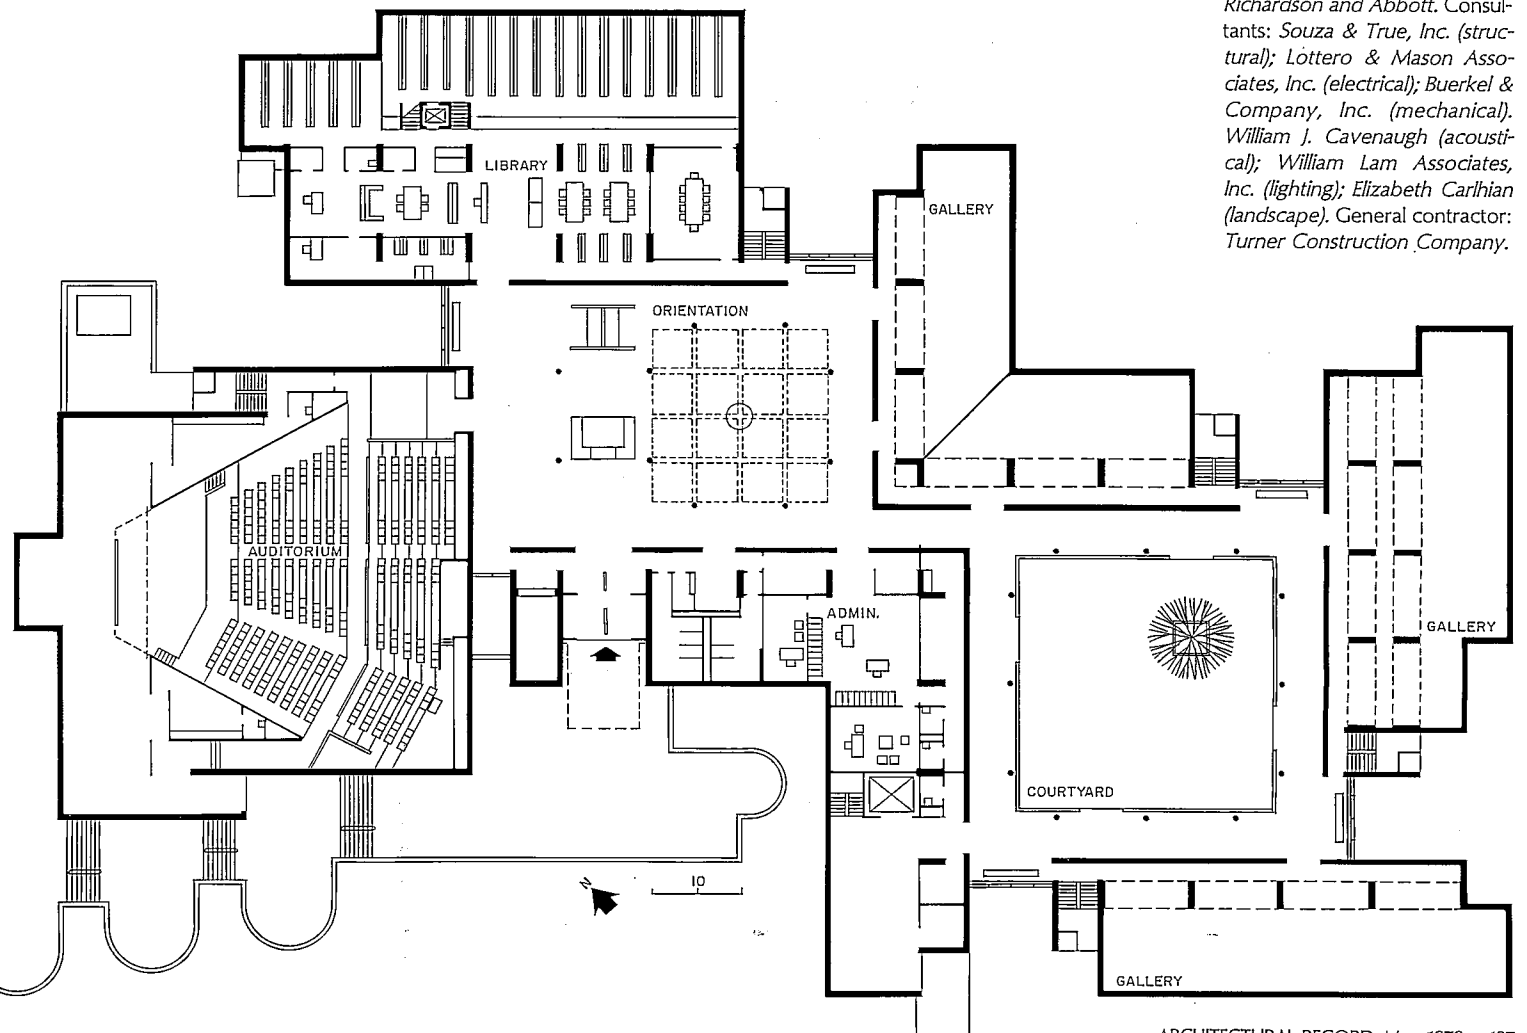 Richardson and Abbott. Consul-
tants: Souza & True, Inc. (struc-
tural); Lottero & Mason Asso-
ciates, Inc. (electrical); Buerkel &
Company, Inc. (mechanical).
William J. Cavenaugh (acousti-
cal); William Lam Associates,
Inc. (lighting); Elizabeth Carlhian
(landscape). General contractor:
Turner Construction Company.
LIBRARY
GALLERY
ORIENTATION
AUDITORIUM
ADMIN.
GALLERY
COURTYARD
N
10
GALLERY
ARCHITECTURAL RECORD